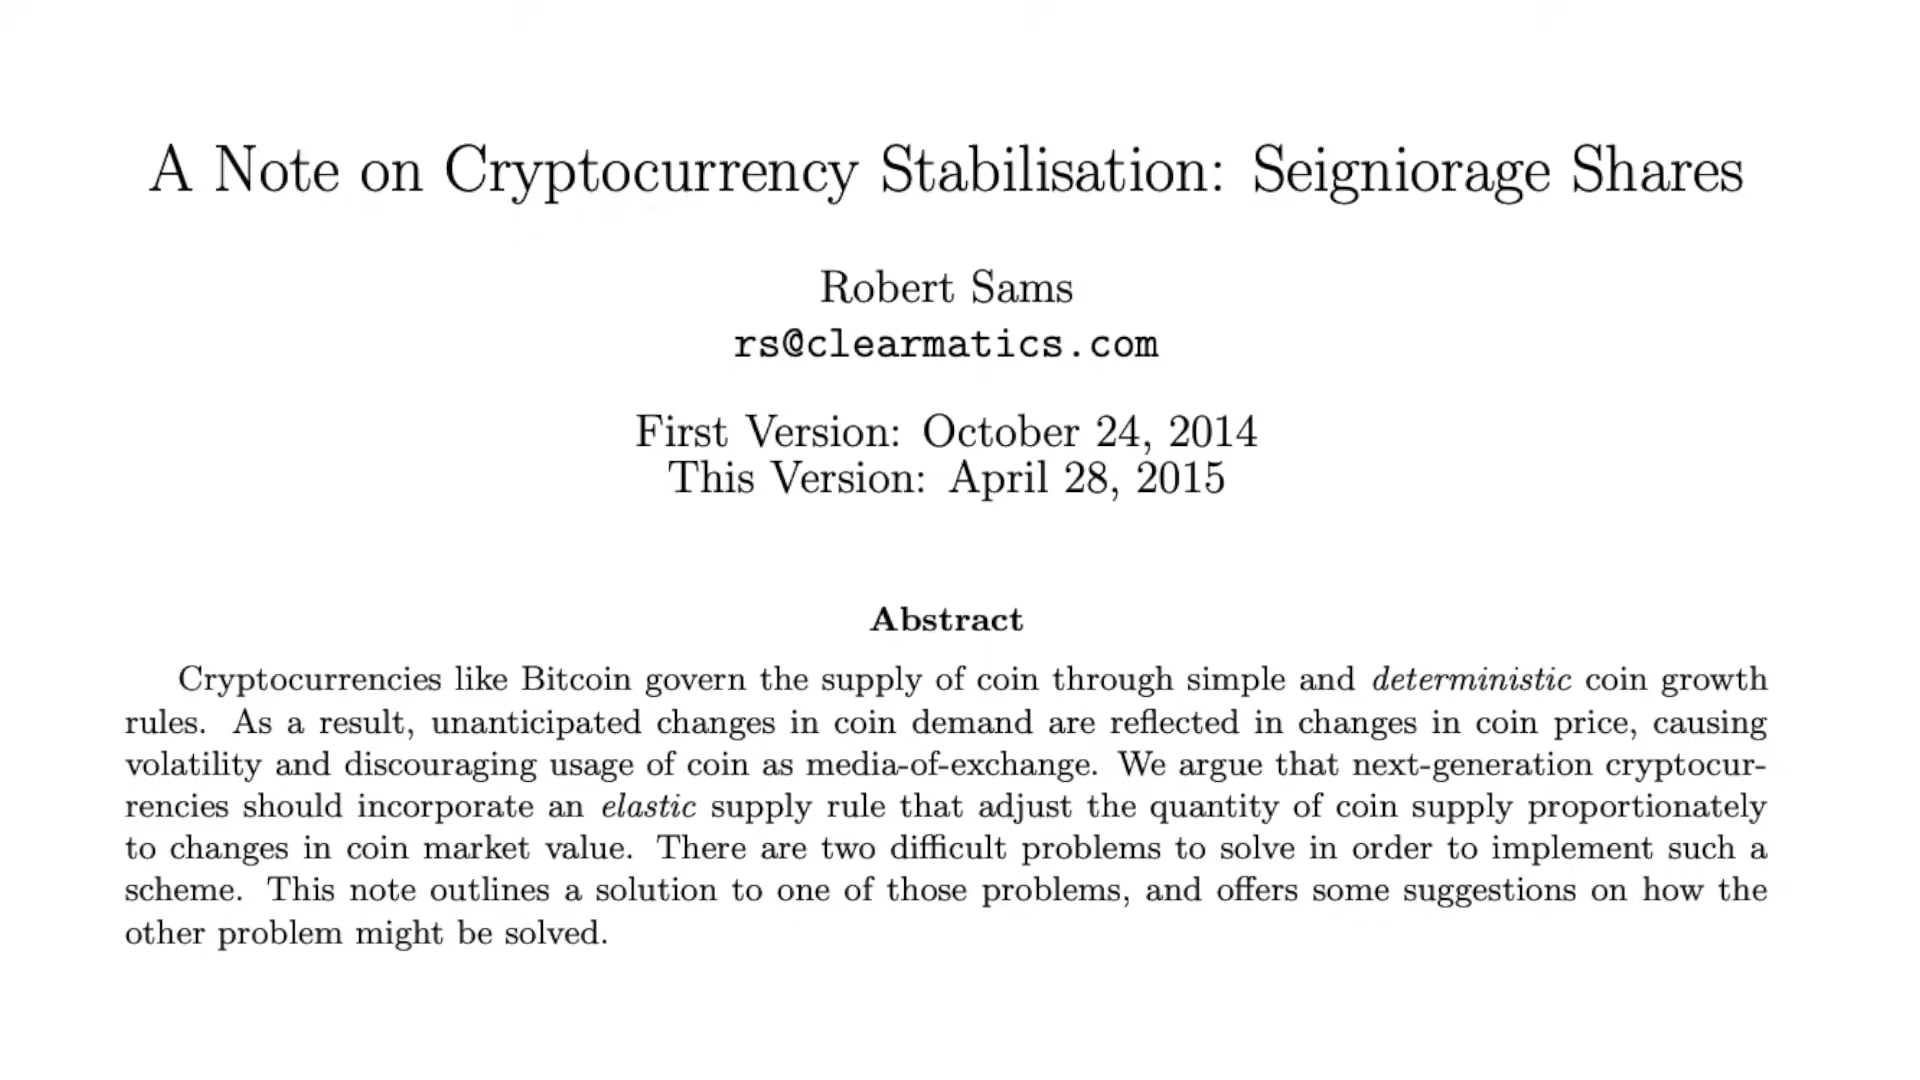 A Note on Cryptocurrency Stabilisation: Seigniorage Shares
Robert Sams
rs@clearmatics.com
First Version: October 24, 2014
This Version: April 28, 2015
Abstract
Cryptocurrencies like Bitcoin govern the supply of coin through simple and deterministic coin growth
rules. As a result, unanticipated changes in coin demand are reflected in changes in coin price, causing
volatility and discouraging usage of coin as media-of-exchange. We argue that next-generation cryptocur-
rencies should incorporate an elastic supply rule that adjust the quantity of coin supply proportionately
to changes in coin market value. There are two difficult problems to solve in order to implement such a
scheme. This note outlines a solution to one of those problems, and offers some suggestions on how the
other problem might be solved.